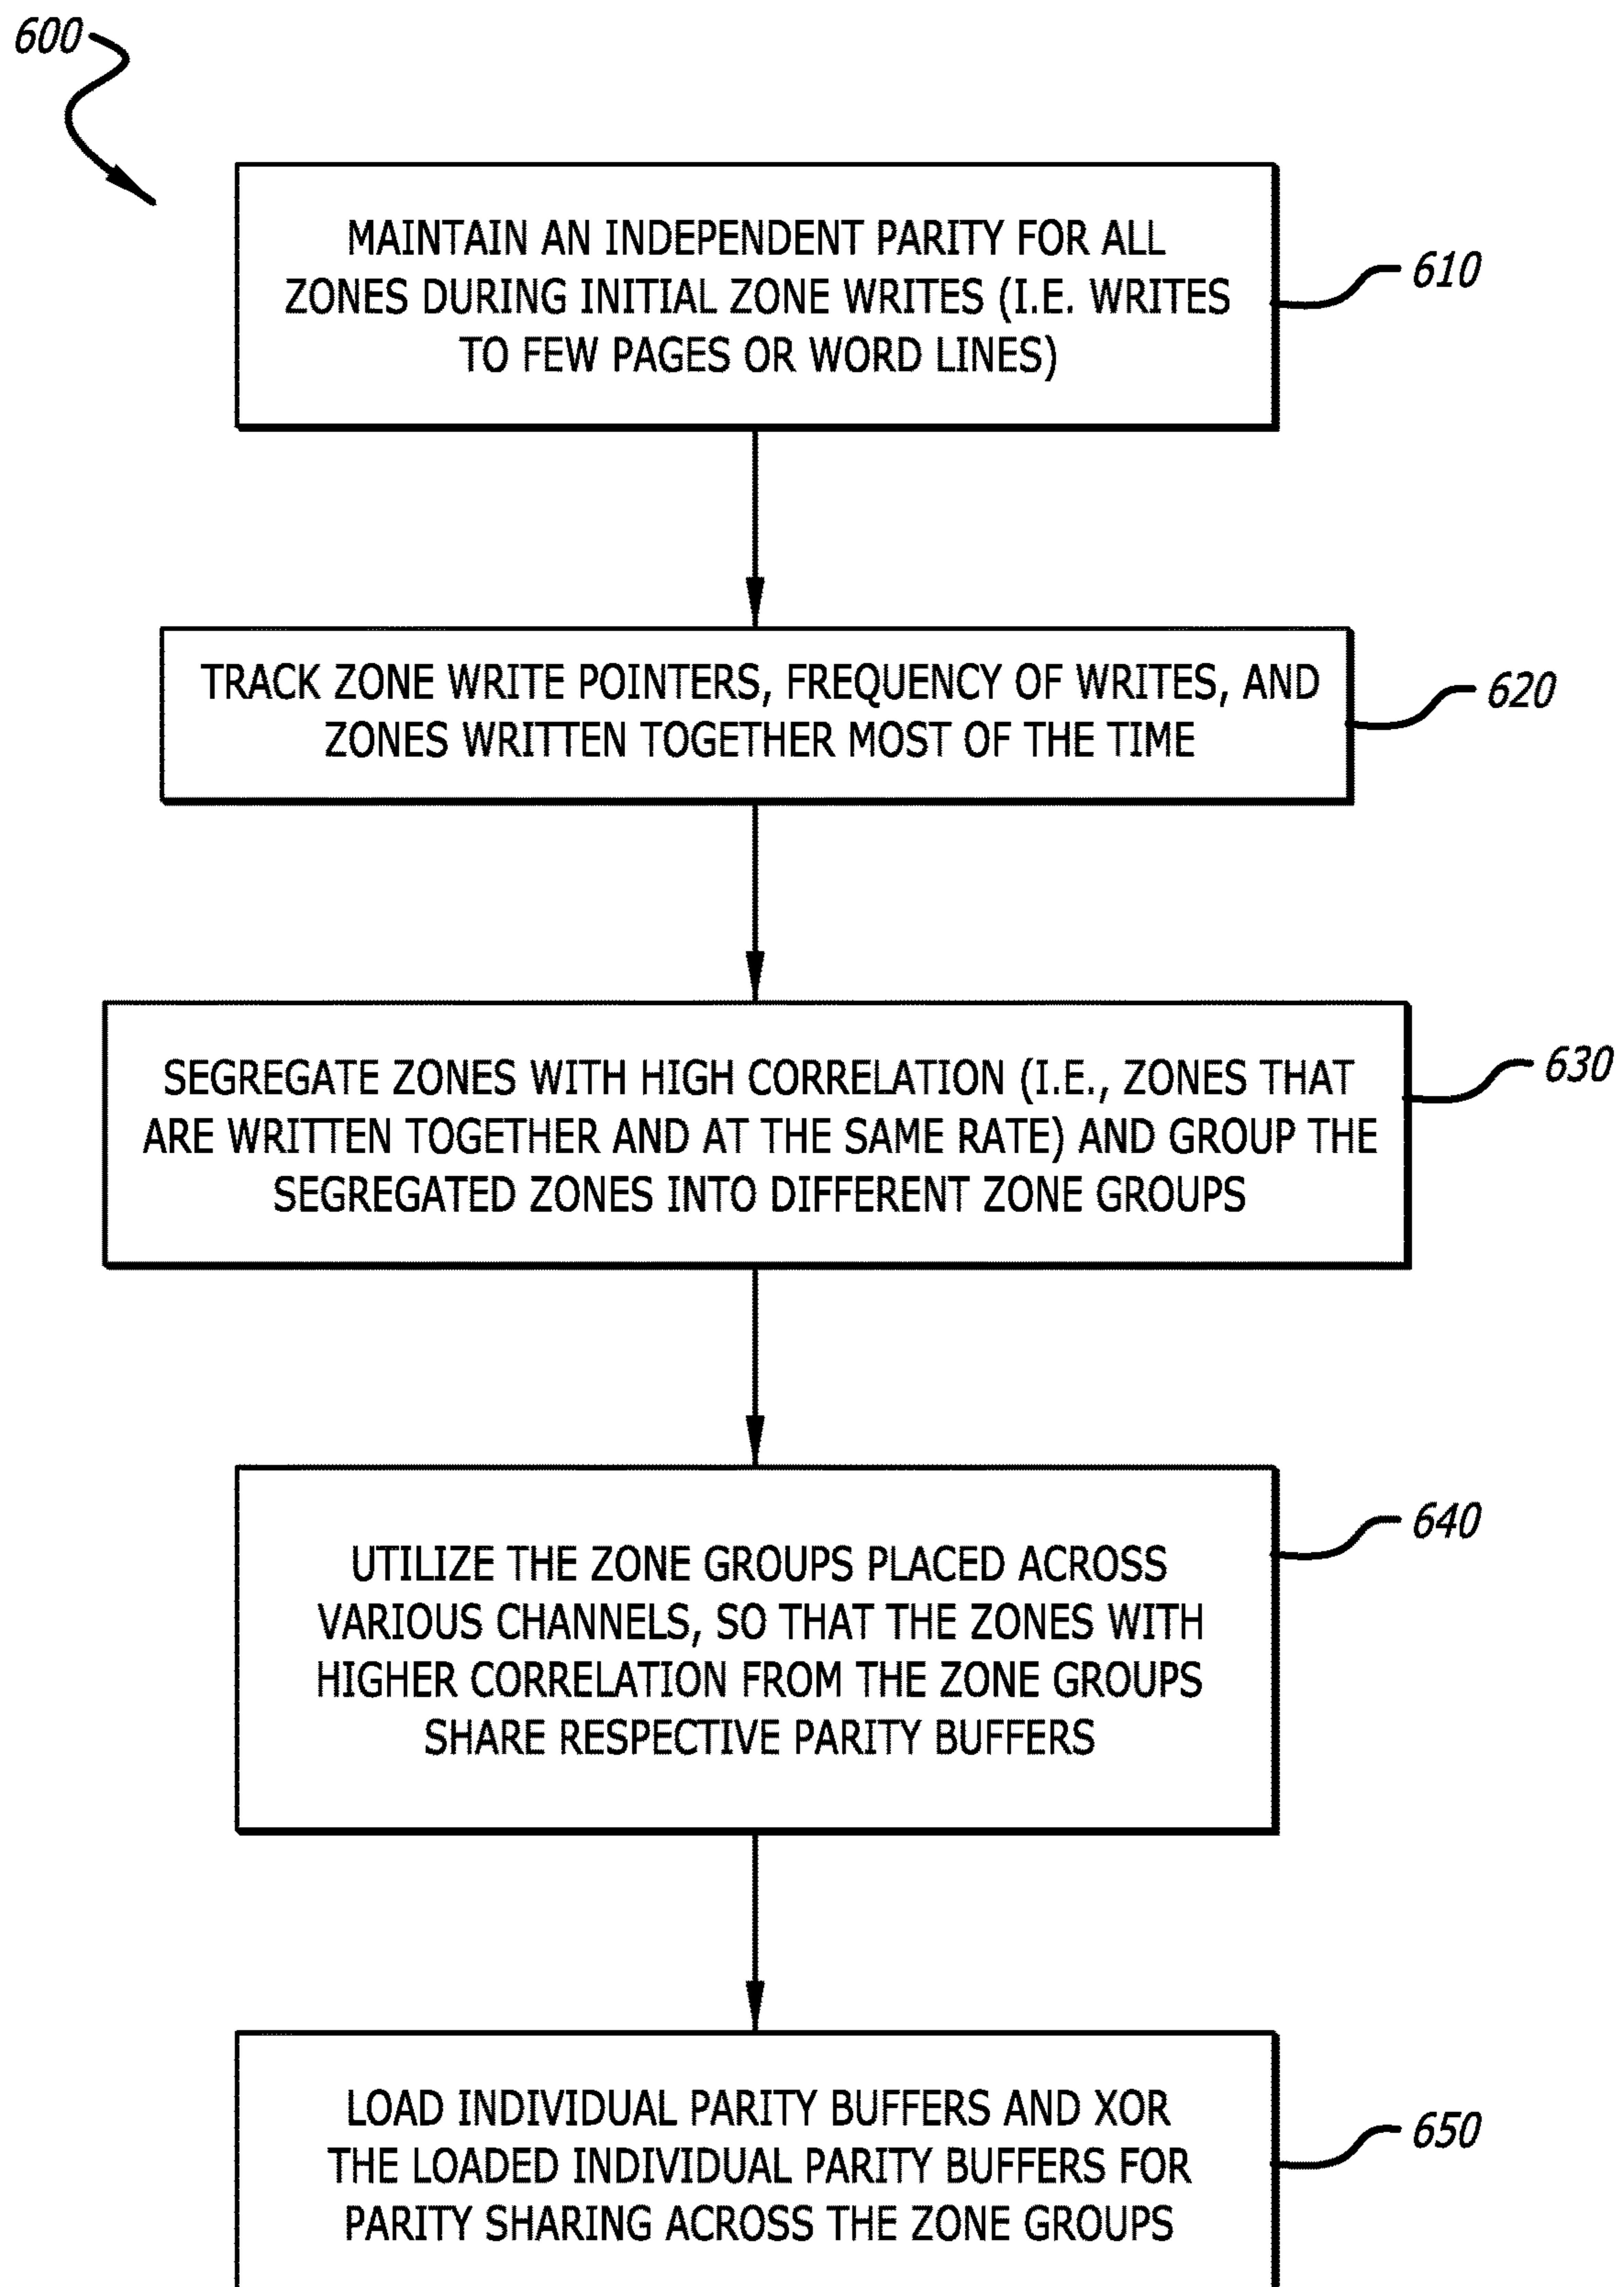 600
MAINTAIN AN INDEPENDENT PARITY FOR ALL
ZONES DURING INITIAL ZONE WRITES (I.E. WRITES
TO FEW PAGES OR WORD LINES)
610
TRACK ZONE WRITE POINTERS, FREQUENCY OF WRITES, AND
ZONES WRITTEN TOGETHER MOST OF THE TIME
620
SEGREGATE ZONES WITH HIGH CORRELATION (I.E., ZONES THAT
ARE WRITTEN TOGETHER AND AT THE SAME RATE) AND GROUP THE
SEGREGATED ZONES INTO DIFFERENT ZONE GROUPS
630
UTILIZE THE ZONE GROUPS PLACED ACROSS
VARIOUS CHANNELS, SO THAT THE ZONES WITH
HIGHER CORRELATION FROM THE ZONE GROUPS
SHARE RESPECTIVE PARITY BUFFERS
640
LOAD INDIVIDUAL PARITY BUFFERS AND XOR
THE LOADED INDIVIDUAL PARITY BUFFERS FOR
PARITY SHARING ACROSS THE ZONE GROUPS
650